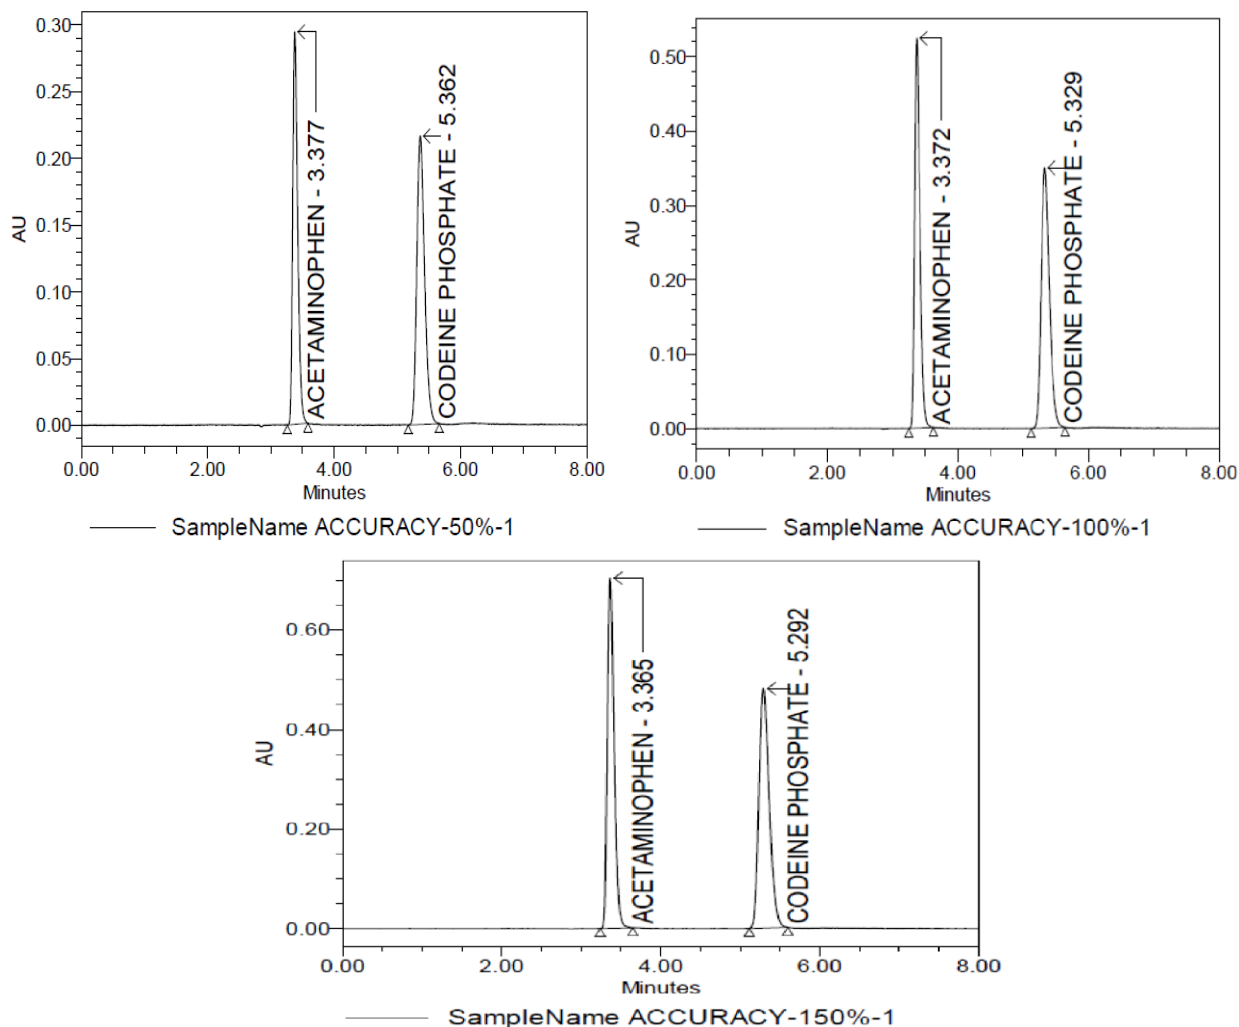 0.30
0.25
0.20
0.15
0.10
0.05
0.00
AU
ACETAMINOPHEN - 3.377
CODEINE PHOSPHATE - 5.362
0.00 2.00 4.00 6.00 8.00
Minutes
SampleName ACCURACY-50%-1
0.50
0.40
0.30
0.20
0.10
0.00
AU
ACETAMINOPHEN - 3.372
CODEINE PHOSPHATE - 5.329
0.00 2.00 4.00 6.00 8.00
Minutes
SampleName ACCURACY-100%-1
0.60
0.40
0.20
0.00
AU
ACETAMINOPHEN - 3.365
CODEINE PHOSPHATE - 5.292
0.00 2.00 4.00 6.00 8.00
Minutes
SampleName ACCURACY-150%-1